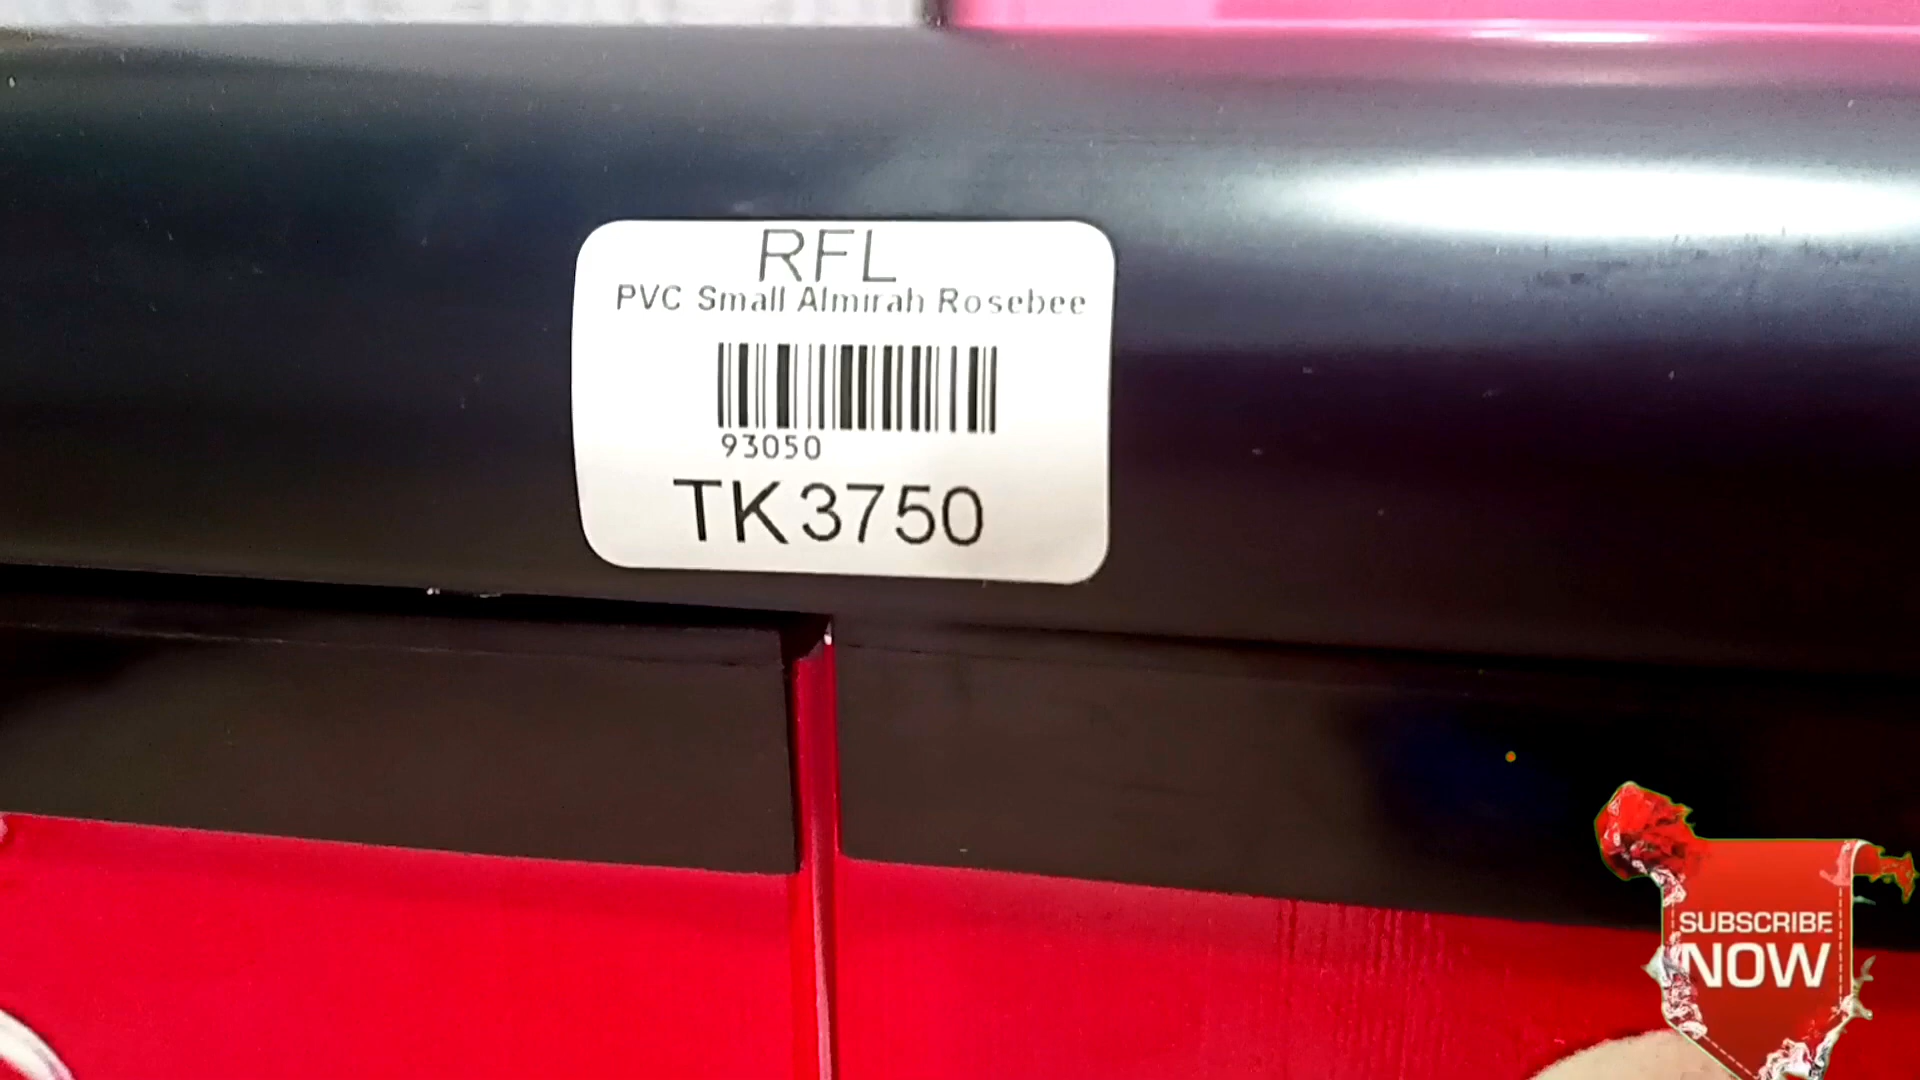 RFL
PVC Small Almirah Rosebee
93050
TK3750
SUBSCRIBE
NOW